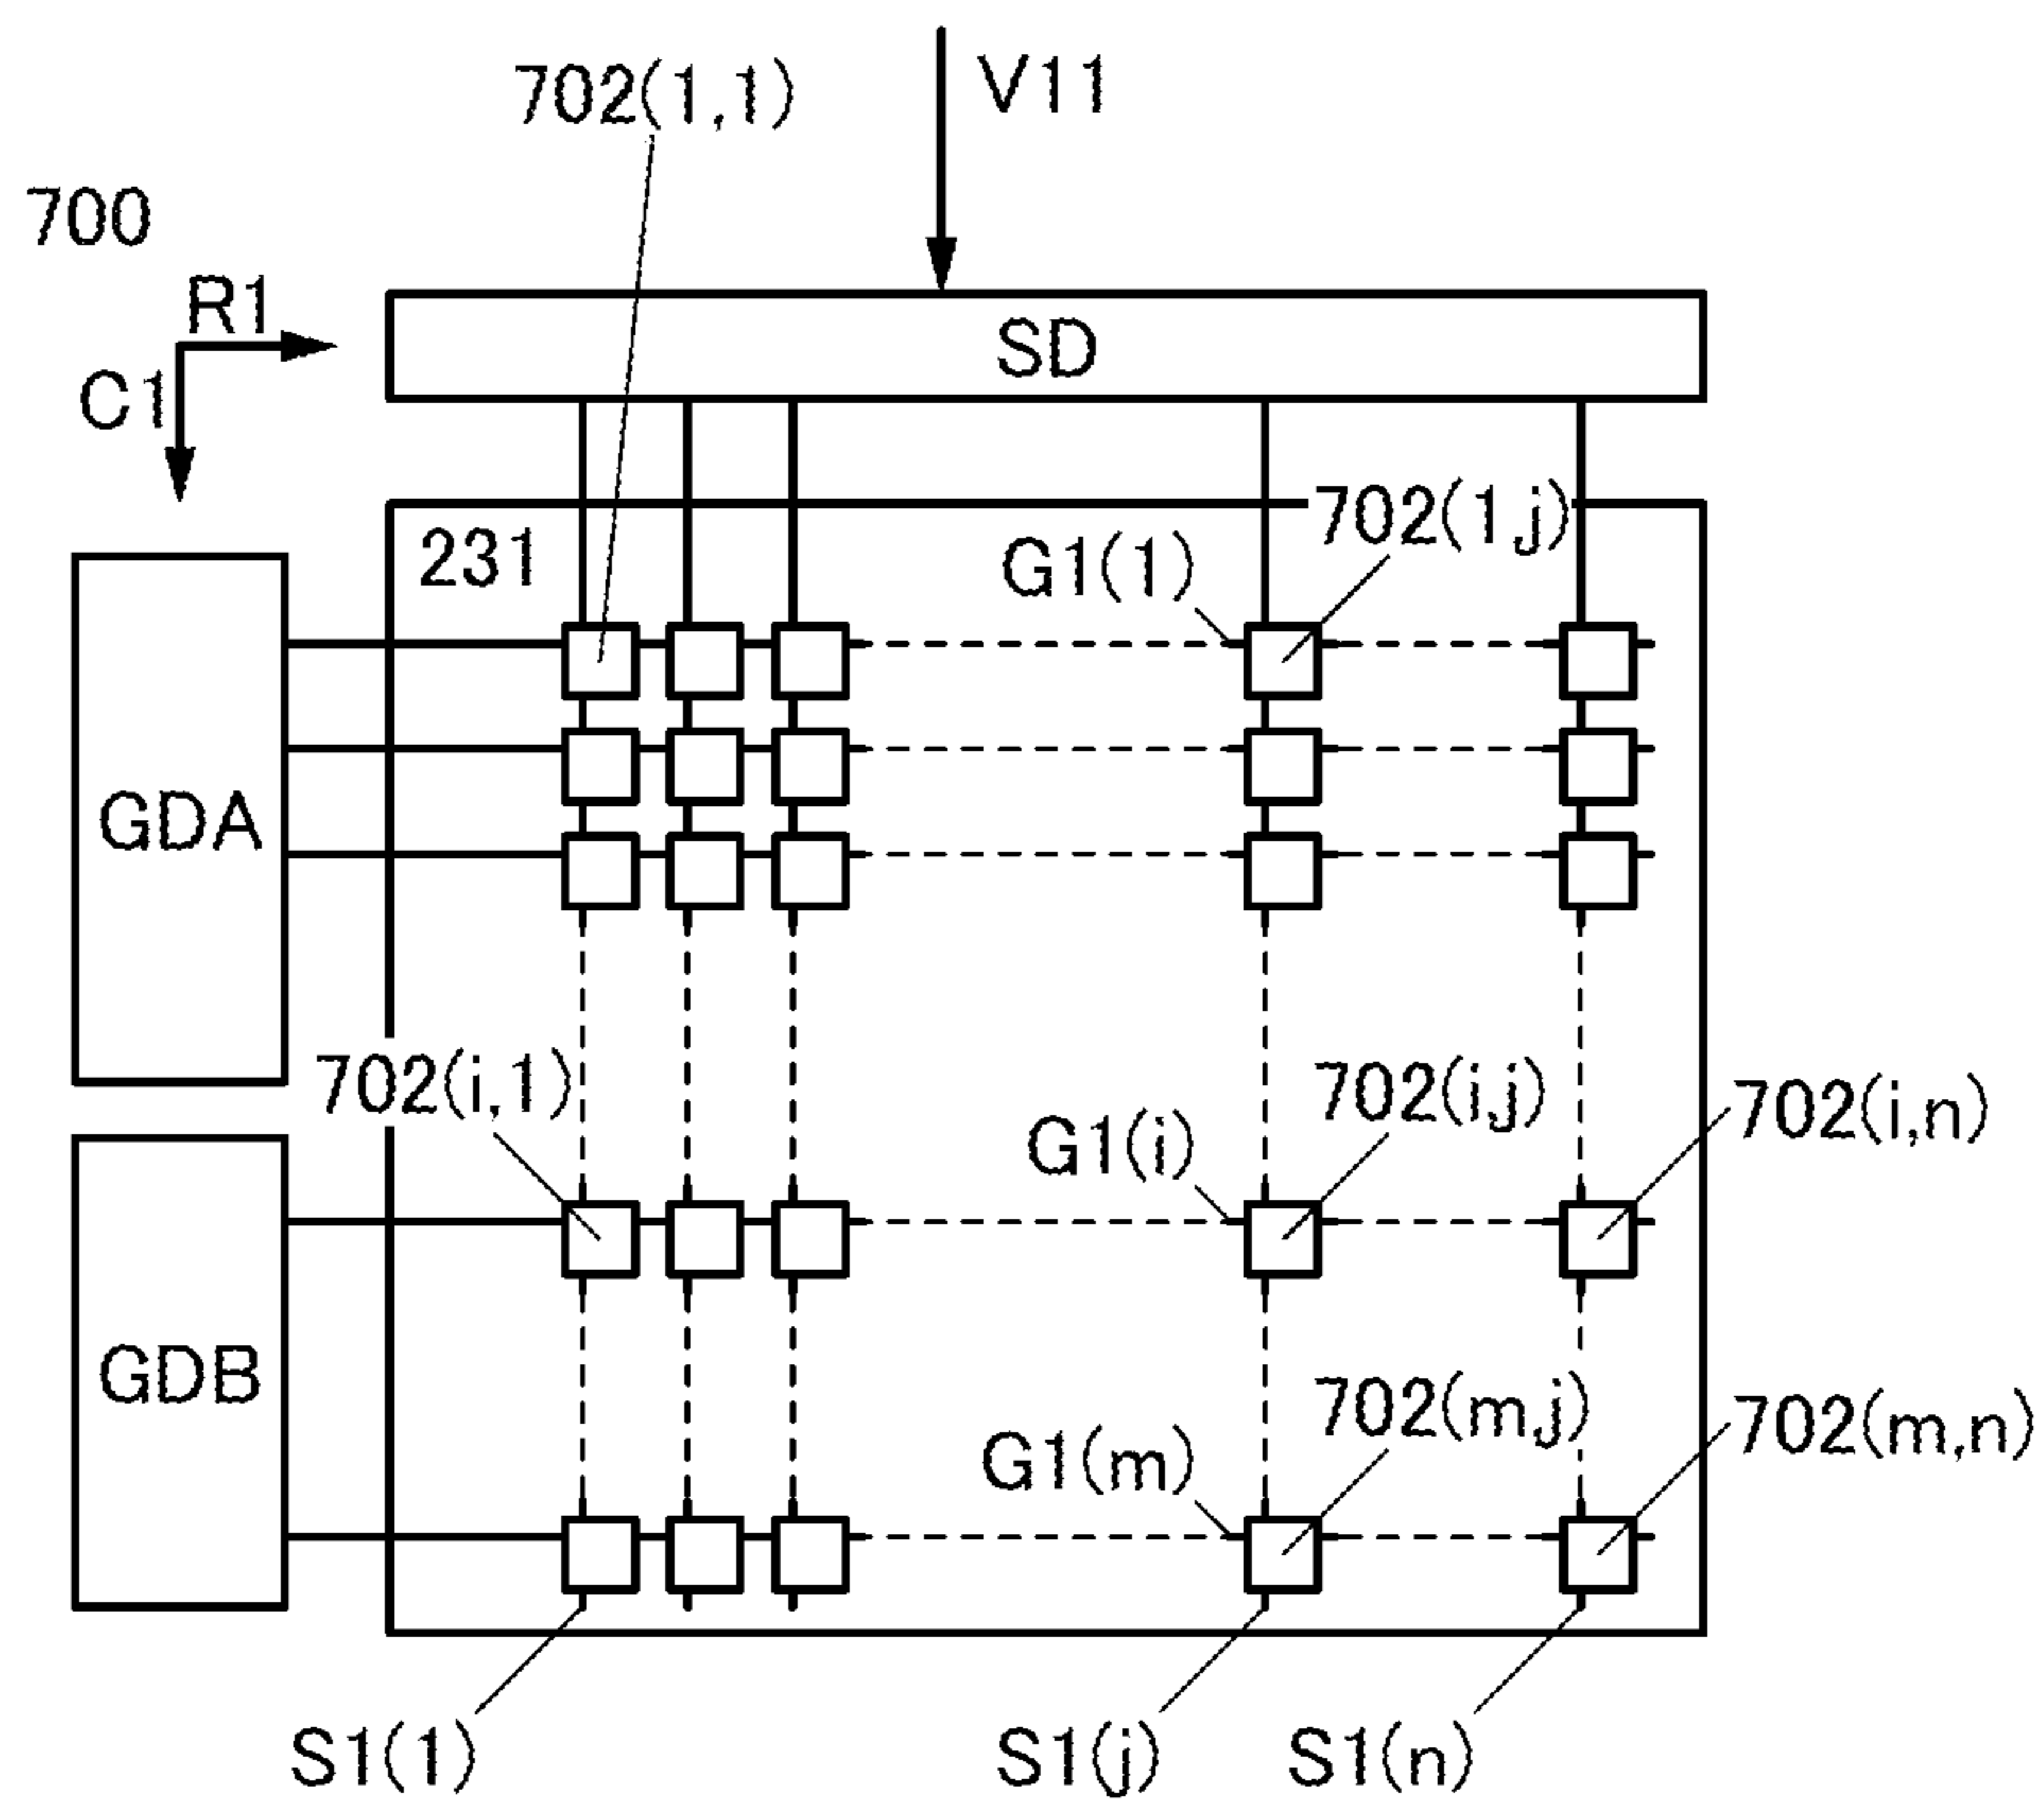 702(1,1)
V11
700
R1
SD
C1
702(1,j)
231
G1(1)
GDA
702(i,1)
702(i,j)
702(i,n)
G1(i)
GDB
702(m,j)
702(m,n)
G1(m)
S1(1)
S1(j)
S1(n)